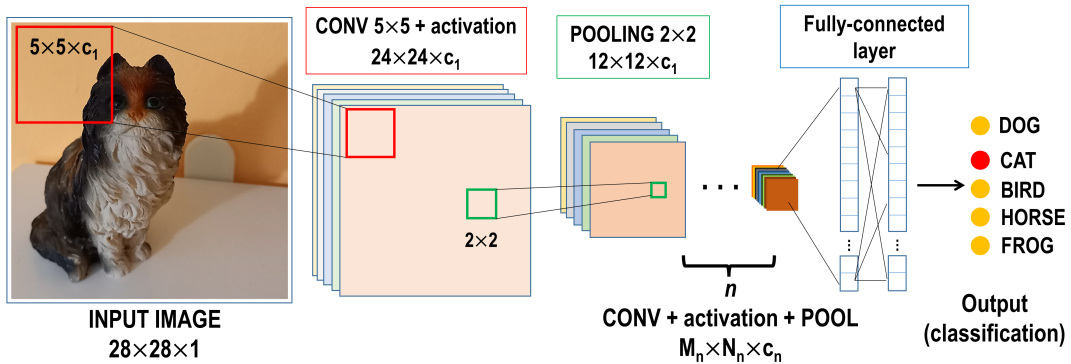 5×5×c₁
INPUT IMAGE
28×28×1
CONV 5×5 + activation
24×24×c₁
2×2
POOLING 2×2
12×12×c₁
...
n
CONV + activation + POOL
Mₙ×Nₙ×cₙ
Fully-connected
layer
DOG
CAT
BIRD
HORSE
FROG
Output
(classification)